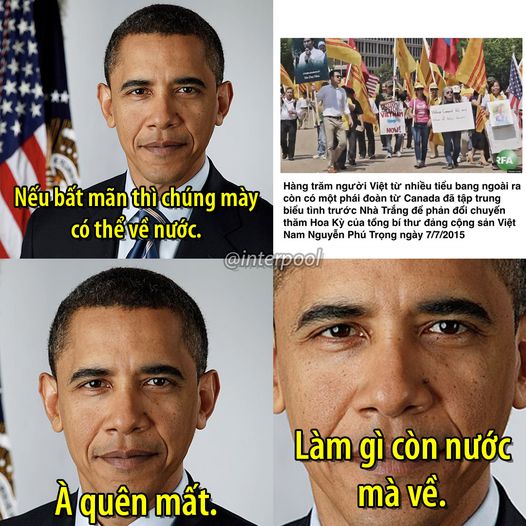 Nếu bất mãn thì chúng mày
có thể về nước.
VIETNAM
NOW!
RFA
Hàng trăm người Việt từ nhiều tiểu bang ngoài ra
còn có một phái đoàn từ Canada đã tập trung
biểu tình trước Nhà Trắng để phản đối chuyến
thăm Hoa Kỳ của tổng bí thư đảng cộng sản Việt
Nam Nguyễn Phú Trọng ngày 7/7/2015
@interpool
À quên mất.
Làm gì còn nước
mà về.